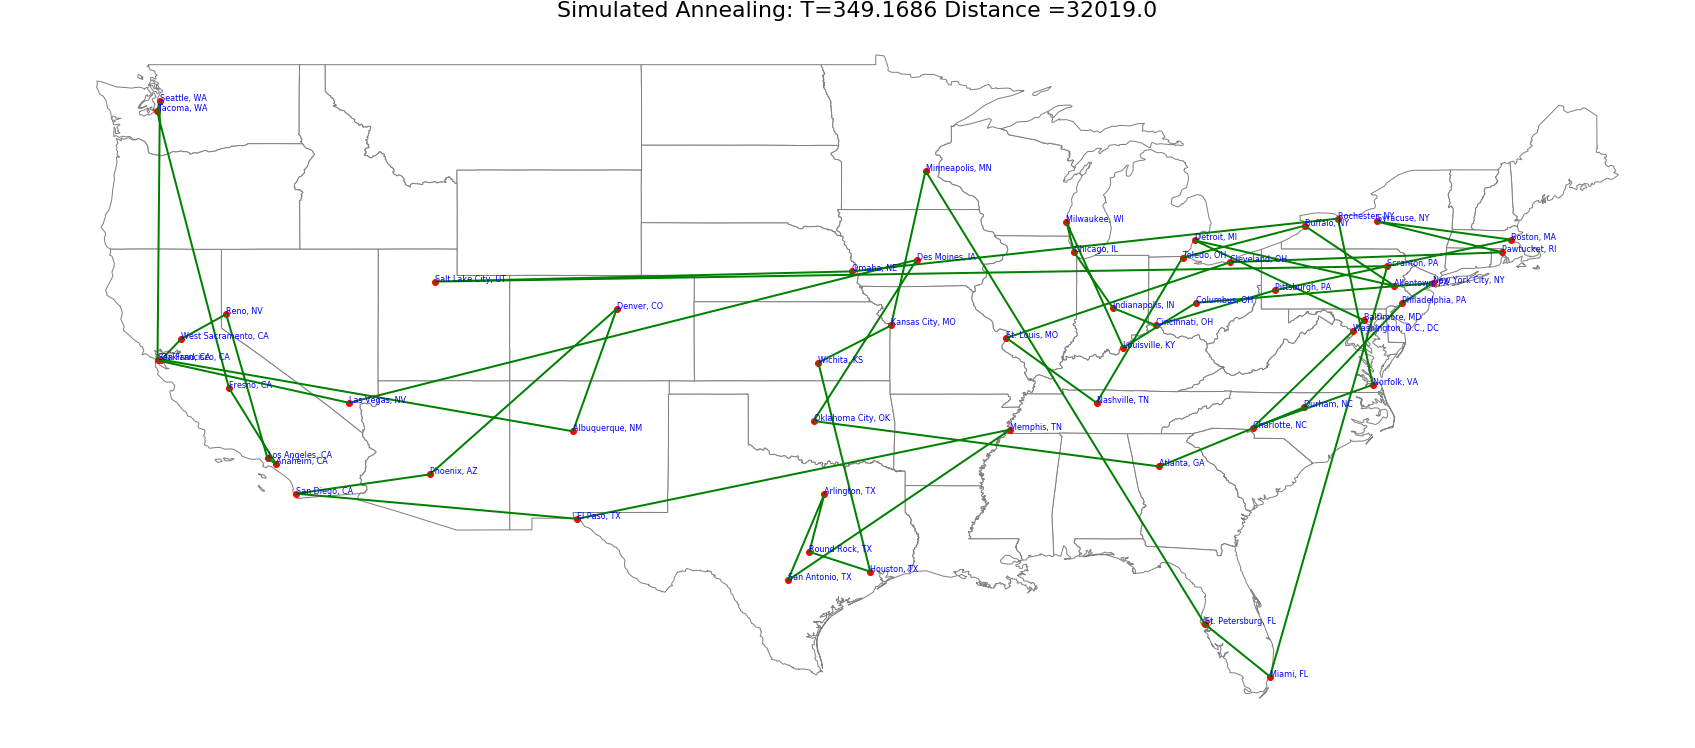 Simulated Annealing: T=349.1686 Distance =32019.0
Seattle, WA
Tacoma, WA
Minneapolis, MN
Milwaukee, WI
Rochester, NY
Syracuse, NY
Buffalo, NY
Detroit, MI
Boston, MA
Chicago, IL
Pawtucket, RI
Toledo, OH
Cleveland, OH
Des Moines, IA
Scranton, PA
Omaha, NE
Salt Lake City, UT
New York City, NY
Allentown, PA
Pittsburgh, PA
Philadelphia, PA
Columbus, OH
Indianapolis, IN
Denver, CO
Reno, NV
Baltimore, MD
Kansas City, MO
Cincinnati, OH
Washington, D.C., DC
West Sacramento, CA
St. Louis, MO
Louisville, KY
San Francisco, CA
Wichita, KS
Norfolk, VA
Fresno, CA
Las Vegas, NV
Nashville, TN
Durham, NC
Oklahoma City, OK
Charlotte, NC
Albuquerque, NM
Memphis, TN
Los Angeles, CA
Anaheim, CA
Atlanta, GA
Phoenix, AZ
San Diego, CA
Arlington, TX
El Paso, TX
Round Rock, TX
Houston, TX
San Antonio, TX
St. Petersburg, FL
Miami, FL